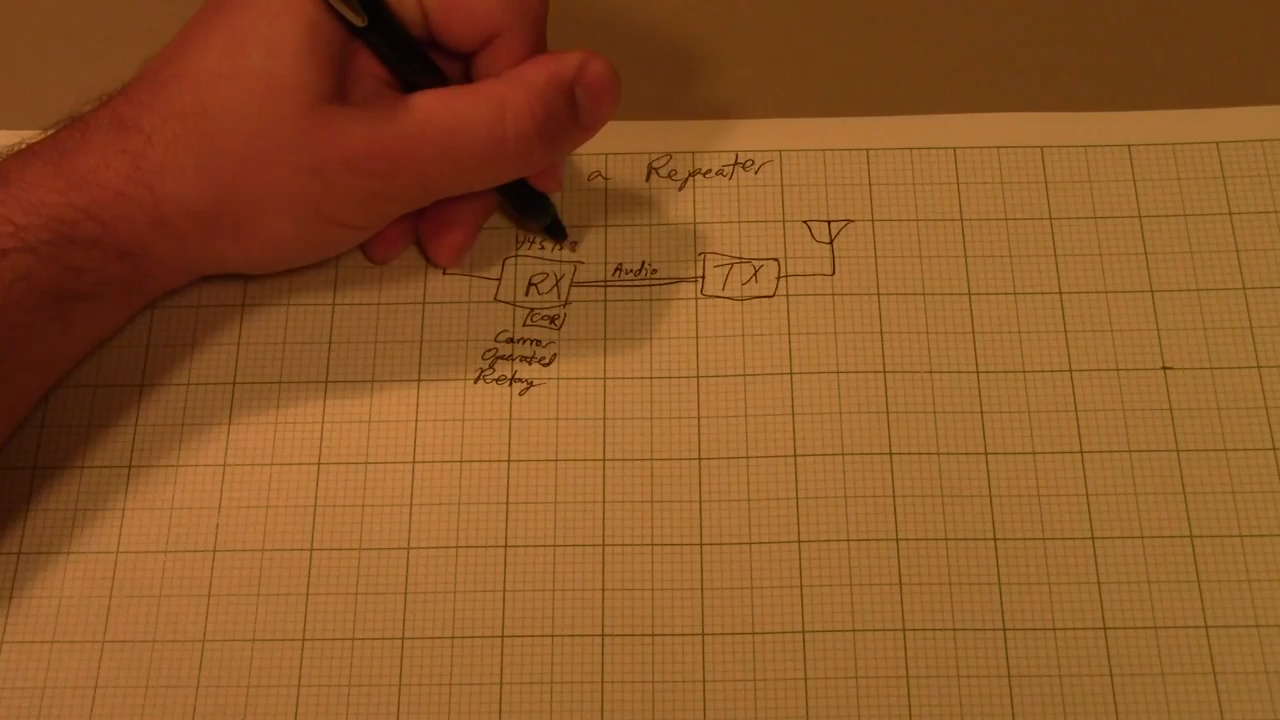 a Repeater
RX
Audio
TX
COR
Carrier
Operated
Relay